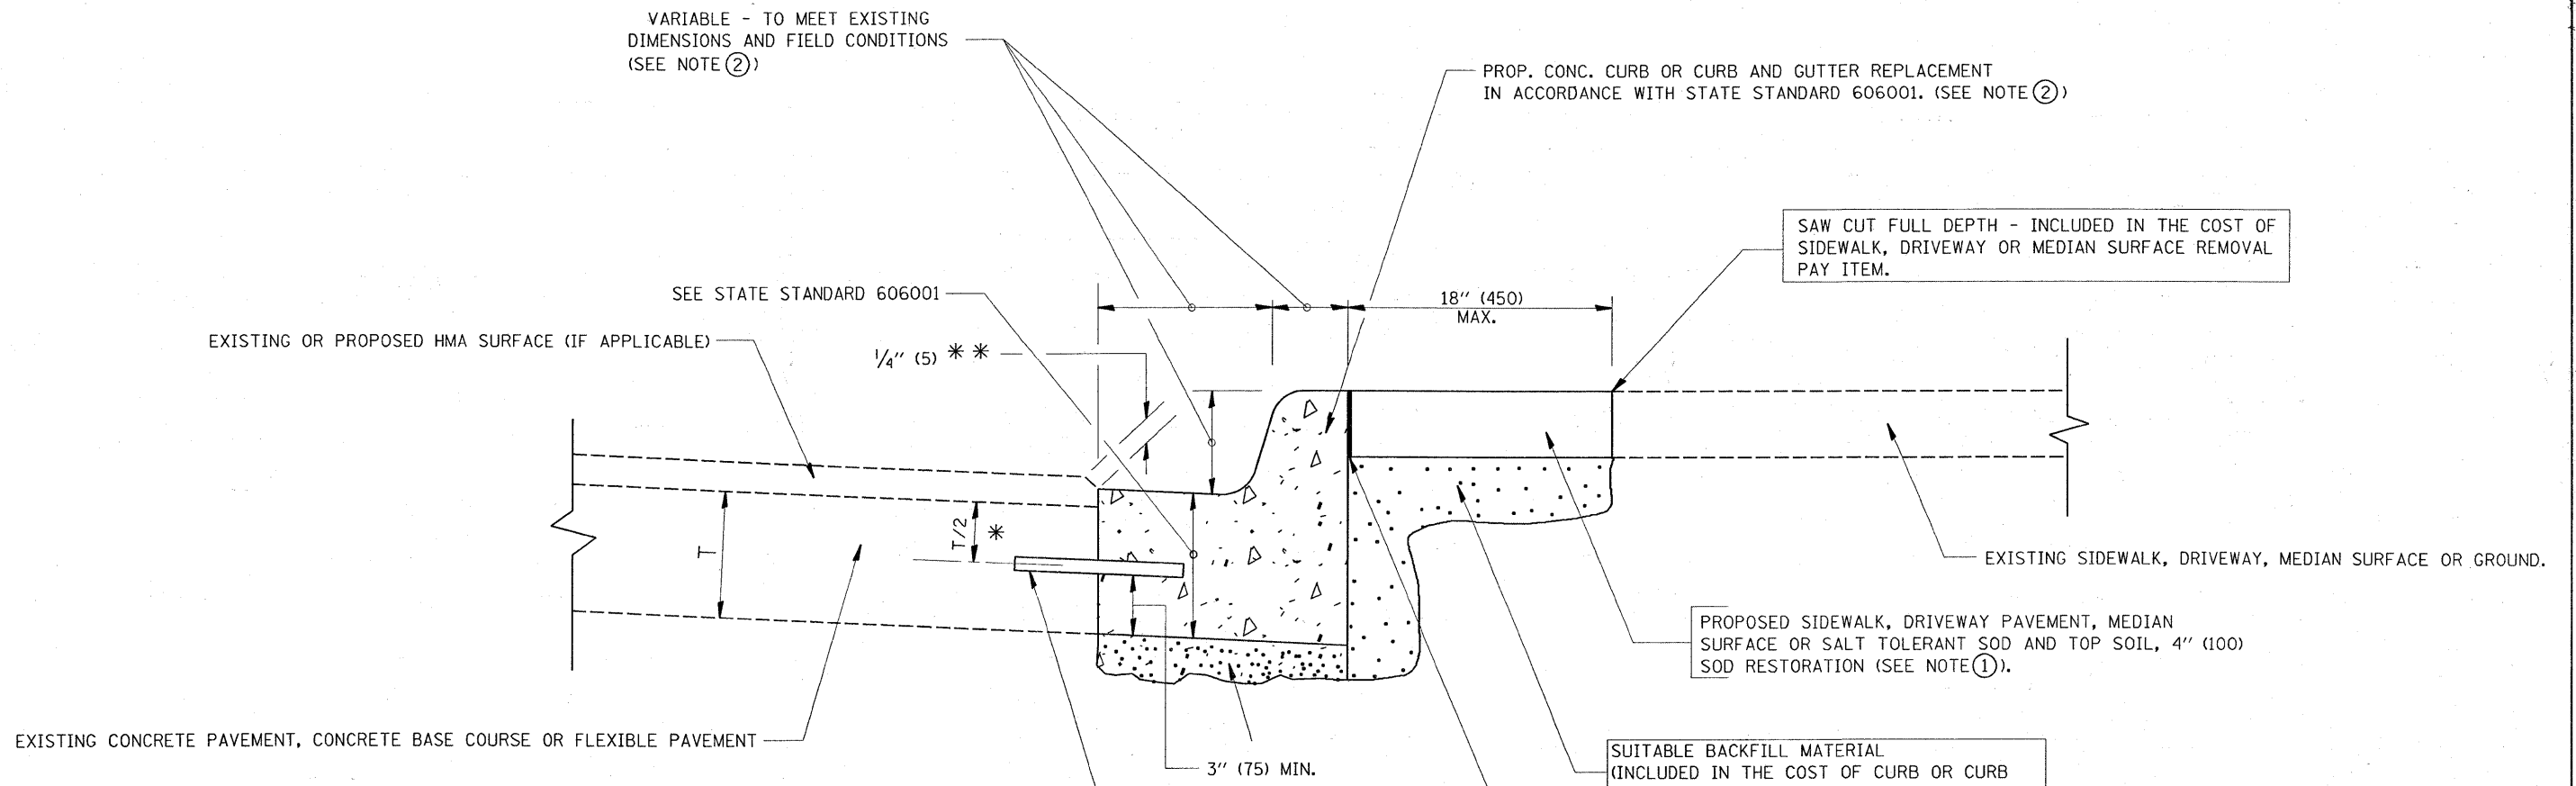 VARIABLE - TO MEET EXISTING
DIMENSIONS AND FIELD CONDITIONS
(SEE NOTE ②)
PROP. CONC. CURB OR CURB AND GUTTER REPLACEMENT
IN ACCORDANCE WITH STATE STANDARD 606001. (SEE NOTE ②)
SAW CUT FULL DEPTH - INCLUDED IN THE COST OF
SIDEWALK, DRIVEWAY OR MEDIAN SURFACE REMOVAL
PAY ITEM.
SEE STATE STANDARD 606001
18" (450)
MAX.
EXISTING OR PROPOSED HMA SURFACE (IF APPLICABLE)
1/4" (5) * *
T
T/2 *
EXISTING SIDEWALK, DRIVEWAY, MEDIAN SURFACE OR GROUND.
PROPOSED SIDEWALK, DRIVEWAY PAVEMENT, MEDIAN
SURFACE OR SALT TOLERANT SOD AND TOP SOIL, 4" (100)
SOD RESTORATION (SEE NOTE ①).
EXISTING CONCRETE PAVEMENT, CONCRETE BASE COURSE OR FLEXIBLE PAVEMENT
3" (75) MIN.
SUITABLE BACKFILL MATERIAL
(INCLUDED IN THE COST OF CURB OR CURB